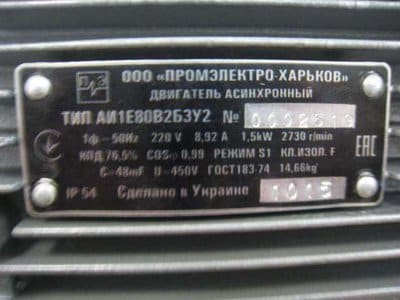 ООО «ПРОМЭЛЕКТРО-ХАРЬКОВ»
ДВИГАТЕЛЬ АСИНХРОННЫЙ
ТИП АИ1Е80В2БЗУ2 №
1ф-50Hz 220 V 8,92 A 1,5kW 2730 r/min
КПД 76,5% COSφ 0,99 РЕЖИМ S1 КЛ.ИЗОЛ. F
C-48mF U-450V ГОСТ183-74 14,66kg
IP 54 Сделано в Украине 1015
EAC